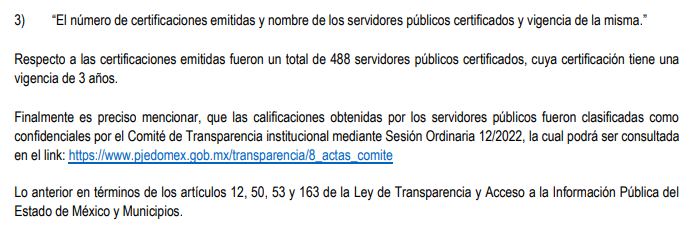 3) “El número de certificaciones emitidas y nombre de los servidores públicos certificados y vigencia de la misma.”
Respecto a las certificaciones emitidas fueron un total de 488 servidores públicos certificados, cuya certificación tiene una
vigencia de 3 años.
Finalmente es preciso mencionar, que las calificaciones obtenidas por los servidores públicos fueron clasificadas como
confidenciales por el Comité de Transparencia institucional mediante Sesión Ordinaria 12/2022, la cual podrá ser consultada
en el link: https://www.pjedomex.gob.mx/transparencia/8_actas_comite
Lo anterior en términos de los artículos 12, 50, 53 y 163 de la Ley de Transparencia y Acceso a la Información Pública del
Estado de México y Municipios.